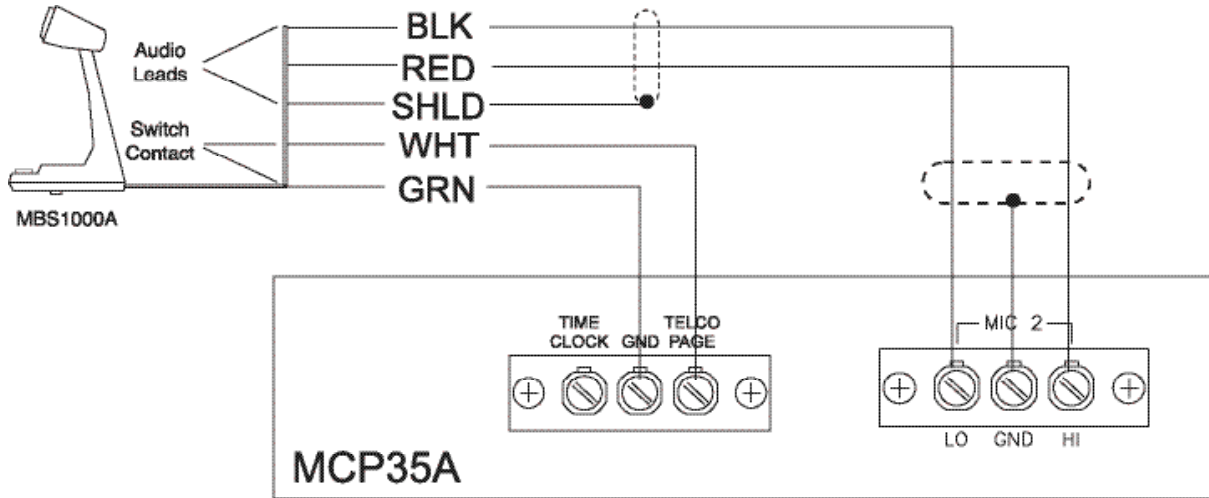 BLK
Audio
Leads
RED
SHLD
Switch
Contact
WHT
GRN
MBS1000A
TIME
CLOCK
GND
TELCO
PAGE
MIC 2
LO GND HI
MCP35A